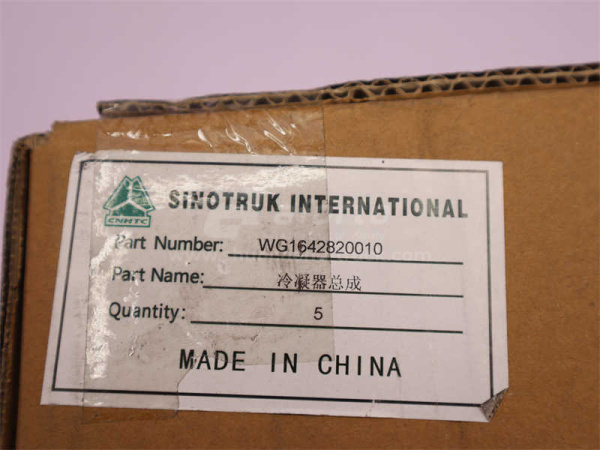 SINOTRUK INTERNATIONAL
CNHTC
Part Number: WG1642820010
Part Name: 冷凝器总成
Quantity: 5
MADE IN CHINA